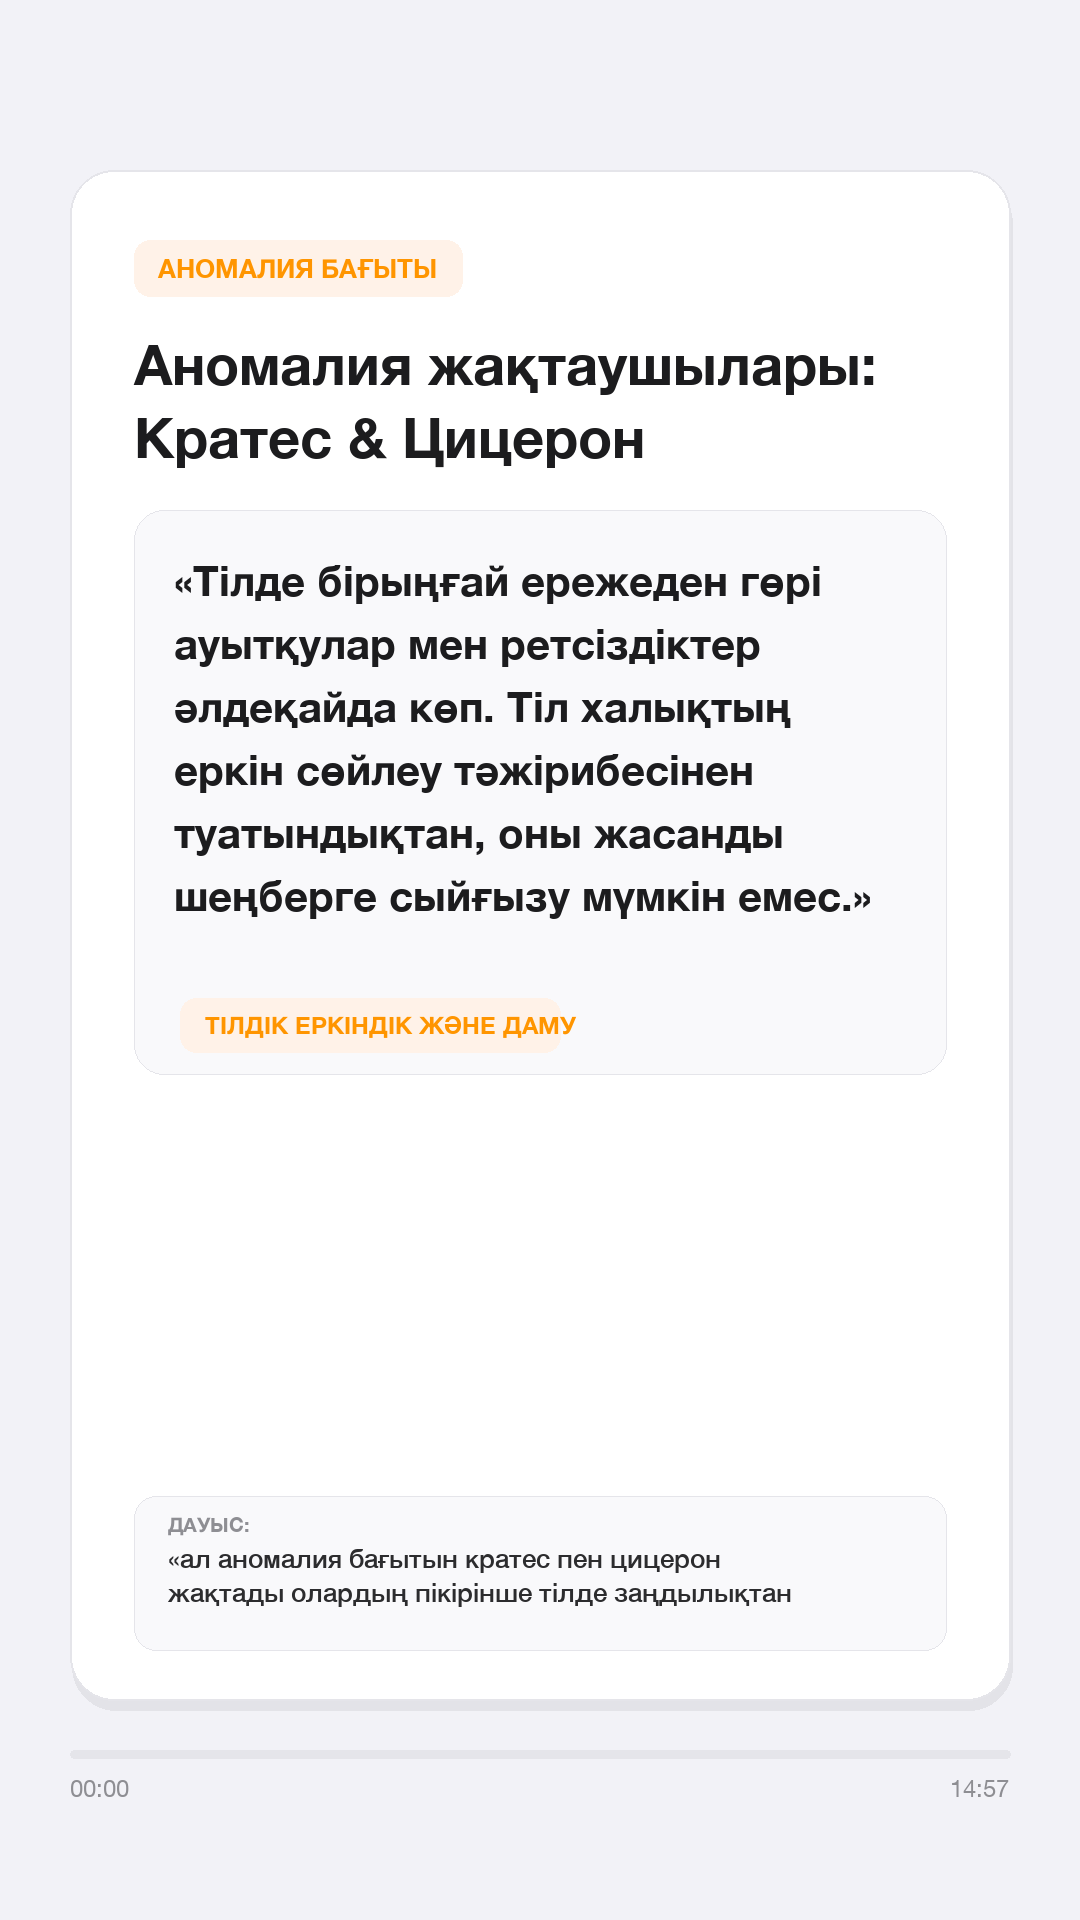 АНОМАЛИЯ БАҒЫТЫ
Аномалия жақтаушылары:
Кратес & Цицерон
«Тілде бірыңғай ережеден гөрі
ауытқулар мен ретсіздіктер
әлдеқайда көп. Тіл халықтың
еркін сөйлеу тәжірибесінен
туатындықтан, оны жасанды
шеңберге сыйғызу мүмкін емес.»
ТІЛДІК ЕРКІНДІК ЖӘНЕ ДАМУ
ДАУЫС:
«ал аномалия бағытын кратес пен цицерон
жақтады олардың пікірінше тілде заңдылықтан
00:00
14:57